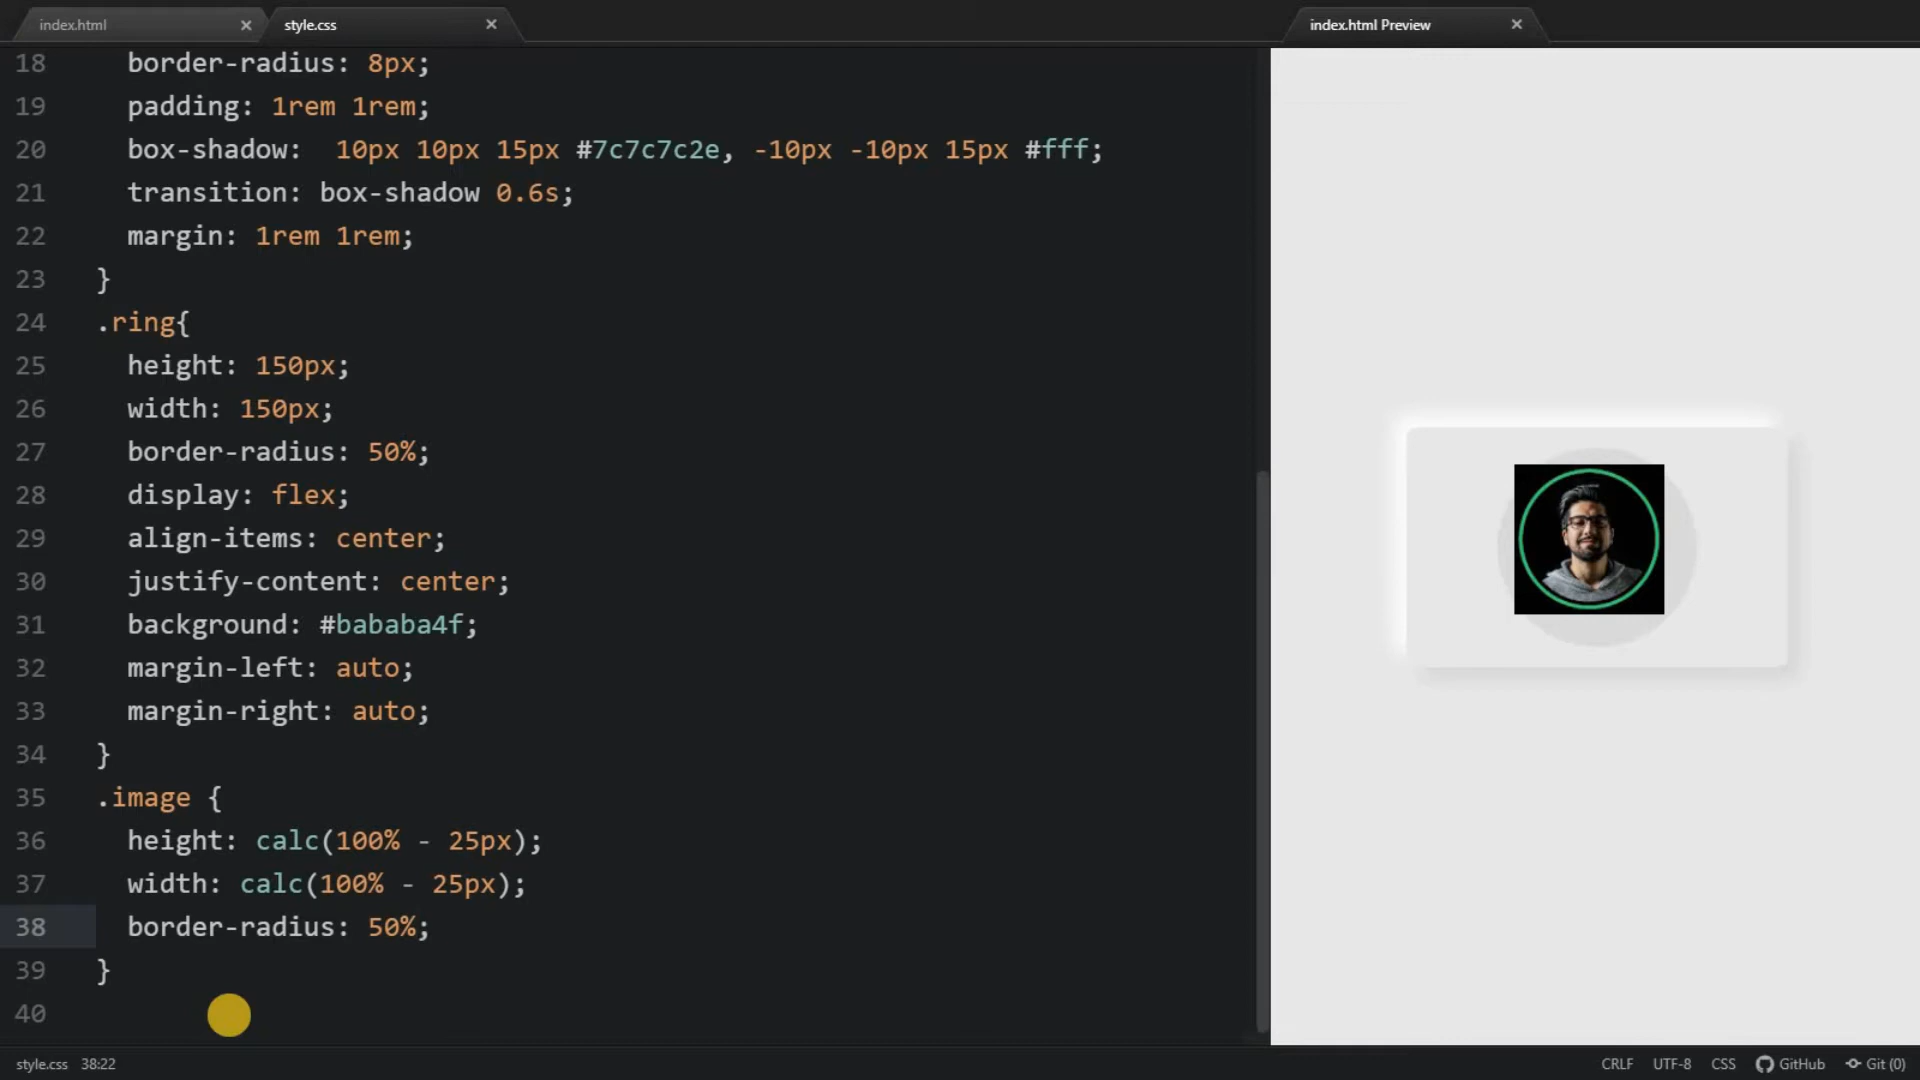 index.html
style.css
index.html Preview
18 border-radius: 8px;
19 padding: 1rem 1rem;
20 box-shadow:  10px 10px 15px #7c7c7c2e, -10px -10px 15px #fff;
21 transition: box-shadow 0.6s;
22 margin: 1rem 1rem;
23 }
24 .ring{
25 height: 150px;
26 width: 150px;
27 border-radius: 50%;
28 display: flex;
29 align-items: center;
30 justify-content: center;
31 background: #bababa4f;
32 margin-left: auto;
33 margin-right: auto;
34 }
35 .image {
36 height: calc(100% - 25px);
37 width: calc(100% - 25px);
38 border-radius: 50%;
39 }
40
style.css 38:22 CRLF UTF-8 CSS GitHub Git (0)